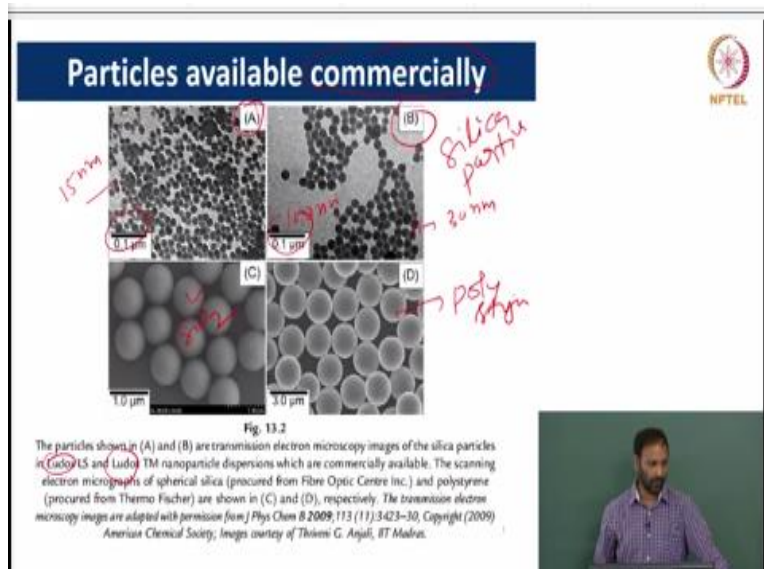 Particles available commercially
NPTEL
(A)
(B)
silica
15 nm
30 nm
0.1 μm
0.1 μm
(C)
(D)
poly
1.0 μm
3.0 μm
Fig. 13.2
The particles shown in (A) and (B) are transmission electron microscopy images of the silica particles
in Ludox LS and Ludox TM nanoparticle dispersions which are commercially available. The scanning
electron micrographs of spherical silica (procured from Fibre Optic Centre Inc.) and polystyrene
(procured from Thermo Fischer) are shown in (C) and (D), respectively. The transmission electron
microscopy images are adapted with permission from J Phys Chem B 2009;113 (11):3423–30, Copyright (2009)
American Chemical Society; Images courtesy of Thriveni G. Anjali, IIT Madras.